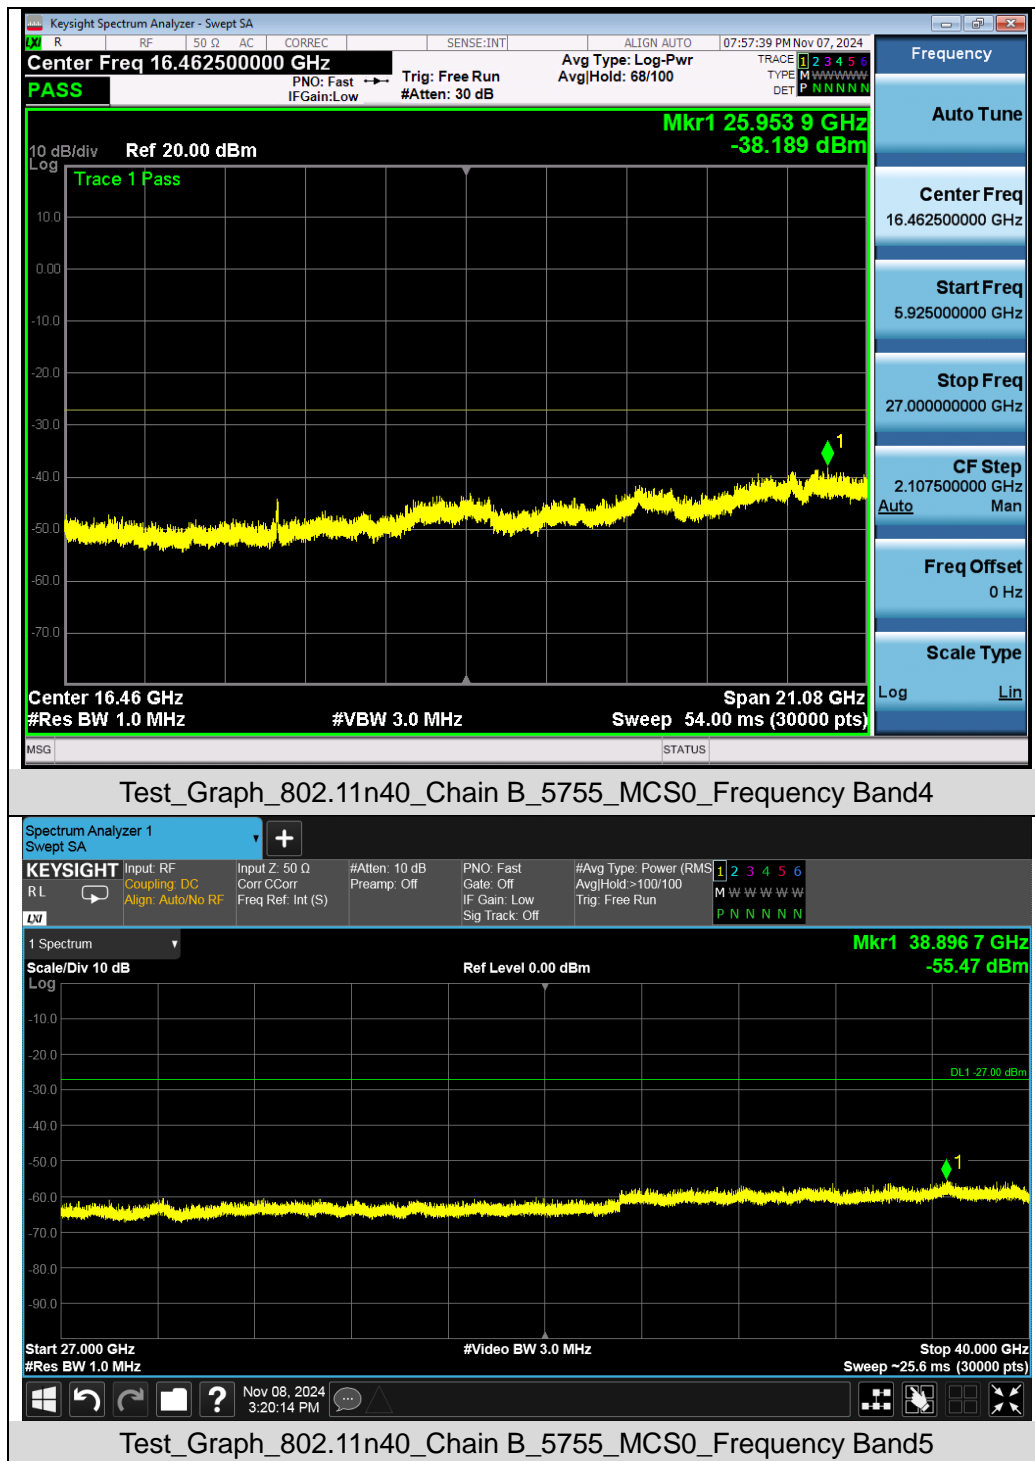 Keysight Spectrum Analyzer - Swept SA
LXI R RF 50 Ω AC CORREC SENSE:INT ALIGN AUTO 07:57:39 PM Nov 07, 2024
Center Freq 16.462500000 GHz
PNO: Fast
IFGain:Low
Trig: Free Run
#Atten: 30 dB
Avg Type: Log-Pwr
Avg|Hold: 68/100
TRACE 1 2 3 4 5 6
TYPE M W W W W W
DET P N N N N N
PASS
Mkr1 25.953 9 GHz
-38.189 dBm
10 dB/div Ref 20.00 dBm
Log
Trace 1 Pass
10.0
0.00
-10.0
-20.0
-30.0
-40.0
-50.0
-60.0
-70.0
1
Center 16.46 GHz Span 21.08 GHz
#Res BW 1.0 MHz #VBW 3.0 MHz Sweep 54.00 ms (30000 pts)
MSG STATUS
Frequency
Auto Tune
Center Freq
16.462500000 GHz
Start Freq
5.925000000 GHz
Stop Freq
27.000000000 GHz
CF Step
2.107500000 GHz
Auto Man
Freq Offset
0 Hz
Scale Type
Log Lin
Test_Graph_802.11n40_Chain B_5755_MCS0_Frequency Band4
Spectrum Analyzer 1
Swept SA
KEYSIGHT
RL
LXI
Input: RF
Coupling: DC
Align: Auto/No RF
Input Z: 50 Ω
Corr CCorr
Freq Ref: Int (S)
#Atten: 10 dB
Preamp: Off
PNO: Fast
Gate: Off
IF Gain: Low
Sig Track: Off
#Avg Type: Power (RMS
Avg|Hold:>100/100
Trig: Free Run
1 2 3 4 5 6
M W W W W W
P N N N N N
1 Spectrum
Mkr1 38.896 7 GHz
Scale/Div 10 dB Ref Level 0.00 dBm -55.47 dBm
Log
-10.0
-20.0
DL1 -27.00 dBm
-30.0
-40.0
-50.0
1
-60.0
-70.0
-80.0
-90.0
Start 27.000 GHz #Video BW 3.0 MHz Stop 40.000 GHz
#Res BW 1.0 MHz Sweep ~25.6 ms (30000 pts)
?
Nov 08, 2024
3:20:14 PM
Test_Graph_802.11n40_Chain B_5755_MCS0_Frequency Band5